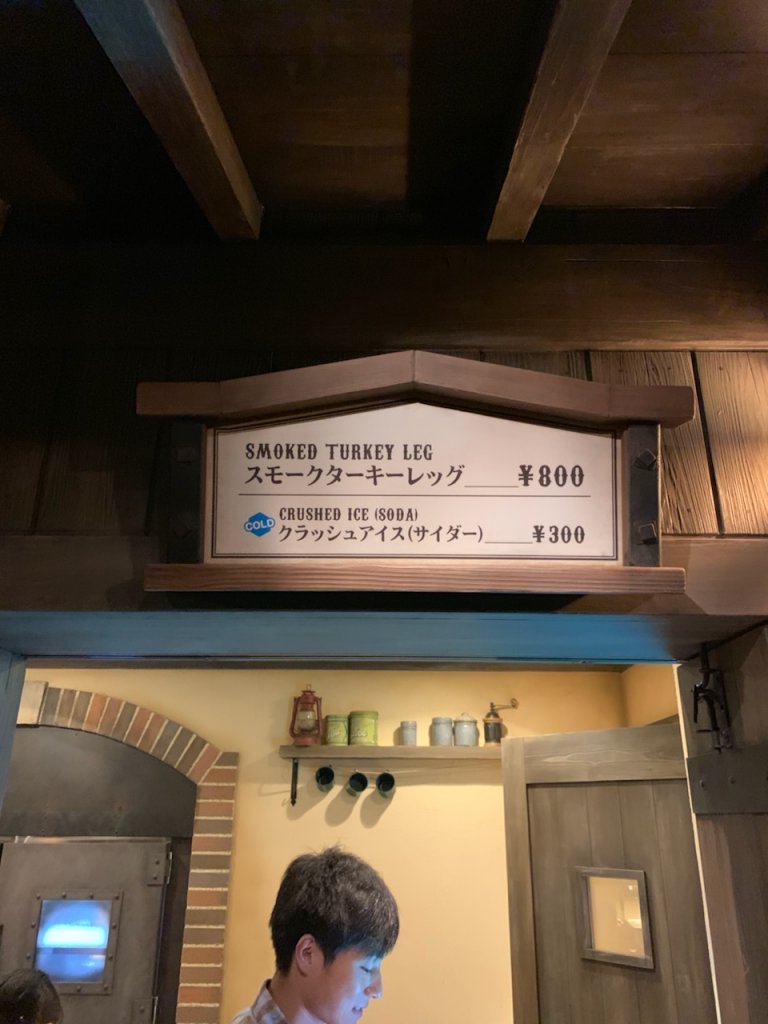 SMOKED TURKEY LEG
スモークターキーレッグ ¥800
COLD
CRUSHED ICE (SODA)
クラッシュアイス(サイダー) ¥300